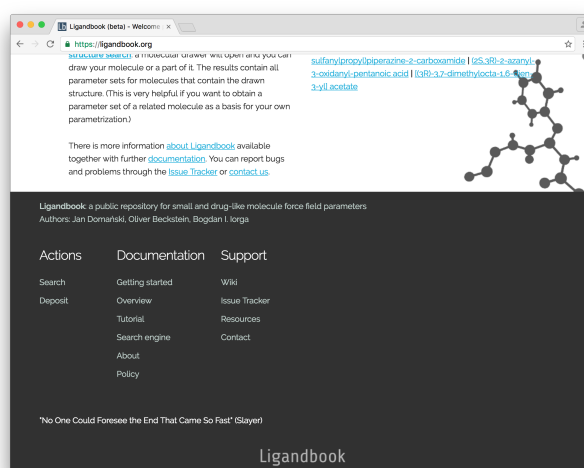 Ligandbook (beta) - Welcome
https://ligandbook.org
structure search: a molecular drawer will open and you can
draw your molecule or a part of it. The results contain all
parameter sets for molecules that contain the drawn
structure. (This is very helpful if you want to obtain a
parameter set of a related molecule as a basis for your own
parametrization.)
There is more information about Ligandbook available
together with further documentation. You can report bugs
and problems through the Issue Tracker or contact us.
sulfanylpropyl)piperazine-2-carboxamide | (2S,3R)-2-azanyl-
3-oxidanyl-pentanoic acid | [(3R)-3,7-dimethylocta-1,6-dien-
3-yl] acetate
Ligandbook: a public repository for small and drug-like molecule force field parameters
Authors: Jan Domański, Oliver Beckstein, Bogdan I. Iorga
Actions
Search
Deposit
Documentation
Getting started
Overview
Tutorial
Search engine
About
Policy
Support
Wiki
Issue Tracker
Resources
Contact
"No One Could Foresee the End That Came So Fast" (Slayer)
Ligandbook